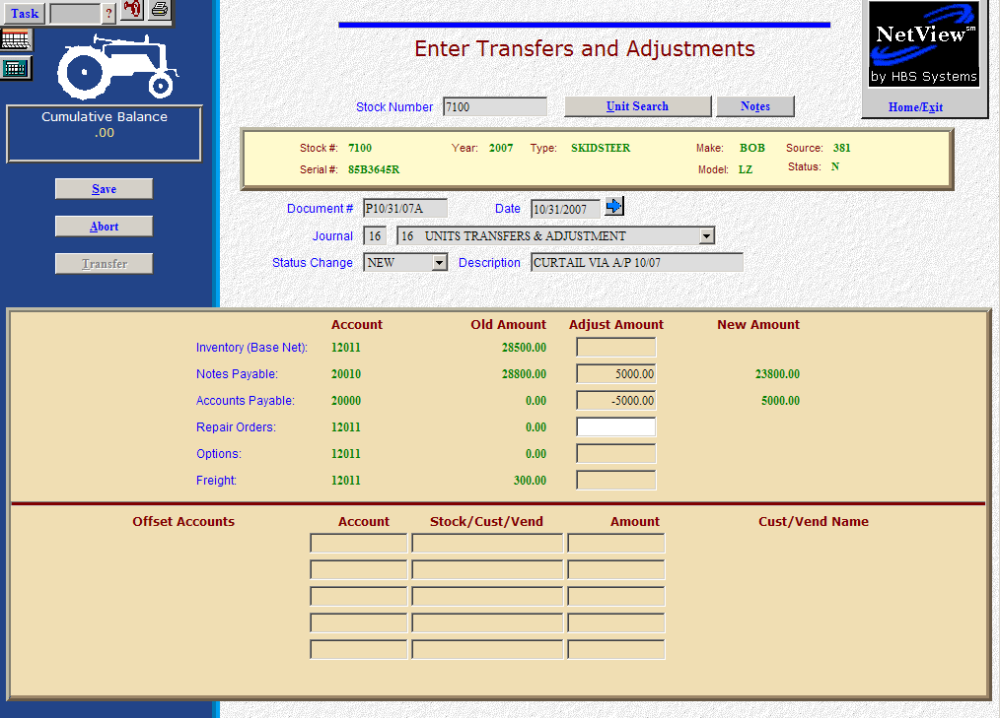 Task ?
NetView℠
by HBS Systems
Home/Exit
Enter Transfers and Adjustments
Cumulative Balance
.00
Save
Abort
Transfer
Stock Number 7100 Unit Search Notes
Stock #: 7100 Year: 2007 Type: SKIDSTEER Make: BOB Source: 381
Serial #: 85B3645R Model: LZ Status: N
Document # P10/31/07A Date 10/31/2007
Journal 16 16 UNITS TRANSFERS & ADJUSTMENT
Status Change NEW Description CURTAIL VIA A/P 10/07
Account Old Amount Adjust Amount New Amount
Inventory (Base Net): 12011 28500.00
Notes Payable: 20010 28800.00 5000.00 23800.00
Accounts Payable: 20000 0.00 -5000.00 5000.00
Repair Orders: 12011 0.00
Options: 12011 0.00
Freight: 12011 300.00
Offset Accounts Account Stock/Cust/Vend Amount Cust/Vend Name